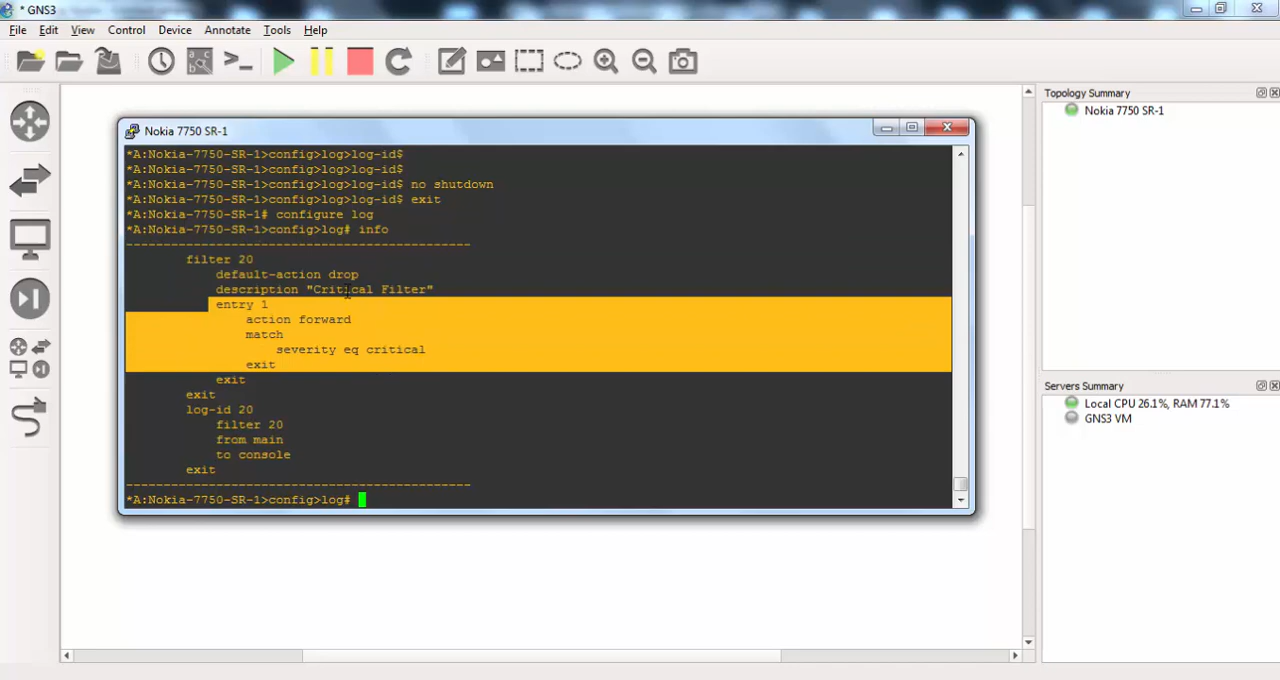 * GNS3
File Edit View Control Device Annotate Tools Help
Topology Summary
Nokia 7750 SR-1
Servers Summary
Local CPU 26.1%, RAM 77.1%
GNS3 VM
Nokia 7750 SR-1
*A:Nokia-7750-SR-1>config>log>log-id$
*A:Nokia-7750-SR-1>config>log>log-id$
*A:Nokia-7750-SR-1>config>log>log-id$ no shutdown
*A:Nokia-7750-SR-1>config>log>log-id$ exit
*A:Nokia-7750-SR-1# configure log
*A:Nokia-7750-SR-1>config>log# info
----------------------------------------------
filter 20
default-action drop
description "Critical Filter"
entry 1
action forward
match
severity eq critical
exit
exit
exit
log-id 20
filter 20
from main
to console
exit
----------------------------------------------
*A:Nokia-7750-SR-1>config>log#